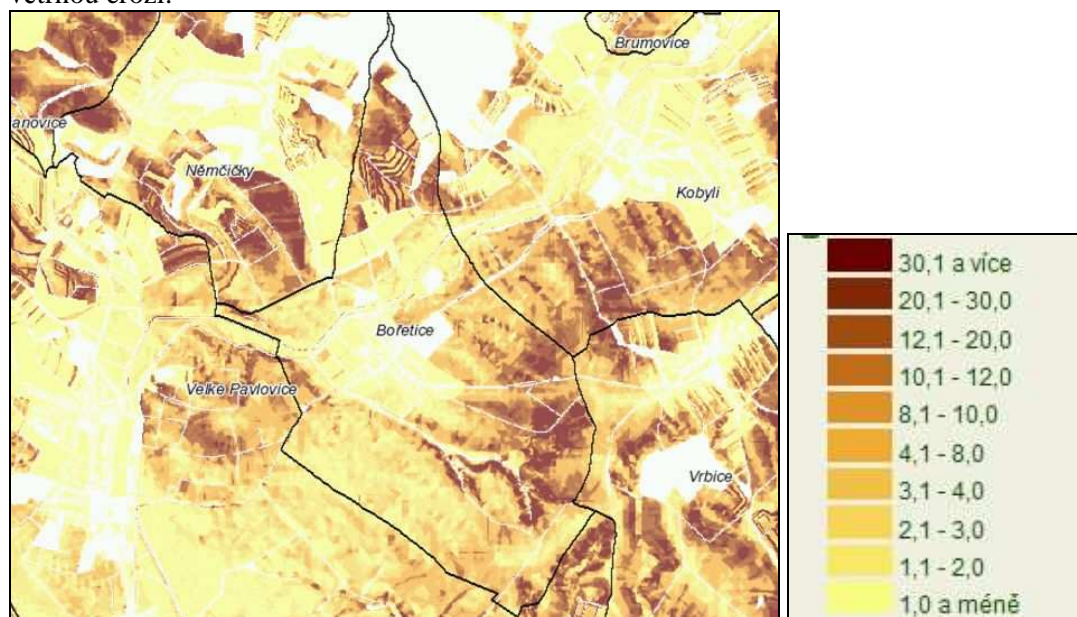 větrnou erozi.
Brumovice
anovice
Němčičky
Kobylí
Bořetice
Velké Pavlovice
Vrbice
30,1 a více
20,1 - 30,0
12,1 - 20,0
10,1 - 12,0
8,1 - 10,0
4,1 - 8,0
3,1 - 4,0
2,1 - 3,0
1,1 - 2,0
1,0 a méně